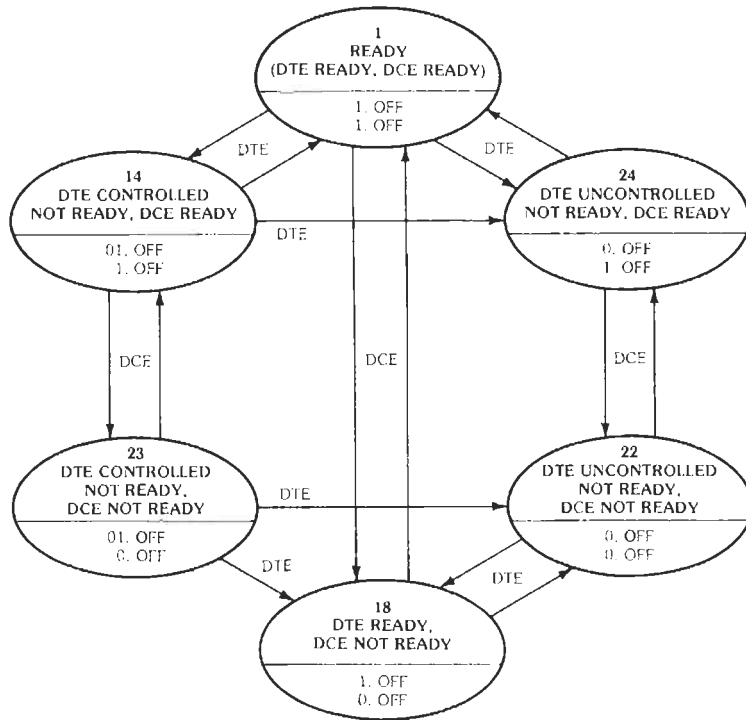 1
READY
(DTE READY, DCE READY)
1. OFF
1. OFF
DTE
DTE
14
DTE CONTROLLED
NOT READY, DCE READY
01. OFF
1. OFF
24
DTE UNCONTROLLED
NOT READY, DCE READY
0. OFF
1 OFF
DTE
DCE
DCE
DCE
23
DTE CONTROLLED
NOT READY,
DCE NOT READY
01. OFF
0. OFF
22
DTE UNCONTROLLED
NOT READY,
DCE NOT READY
0. OFF
0. OFF
DTE
DTE
DTE
18
DTE READY,
DCE NOT READY
1. OFF
0. OFF